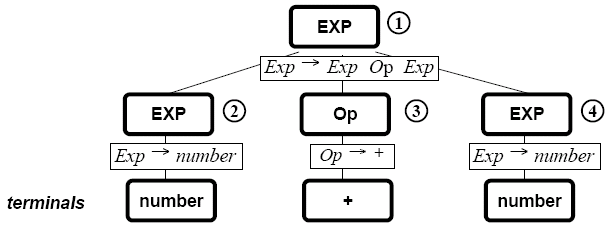 EXP ①
Exp → Exp Op Exp
EXP ② Op ③ EXP ④
Exp → number Op → + Exp → number
terminals number + number